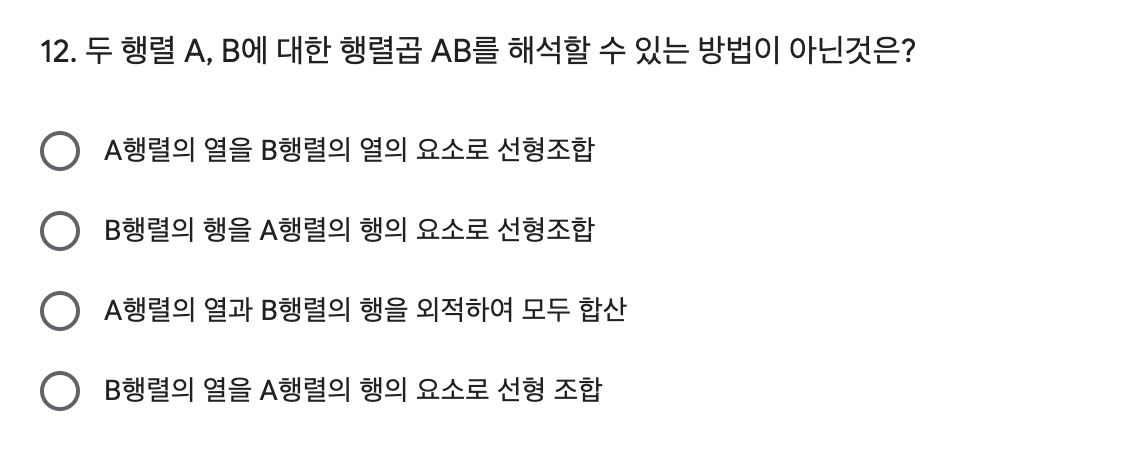 12. 두 행렬 A, B에 대한 행렬곱 AB를 해석할 수 있는 방법이 아닌것은?
A행렬의 열을 B행렬의 열의 요소로 선형조합
B행렬의 행을 A행렬의 행의 요소로 선형조합
A행렬의 열과 B행렬의 행을 외적하여 모두 합산
B행렬의 열을 A행렬의 행의 요소로 선형 조합